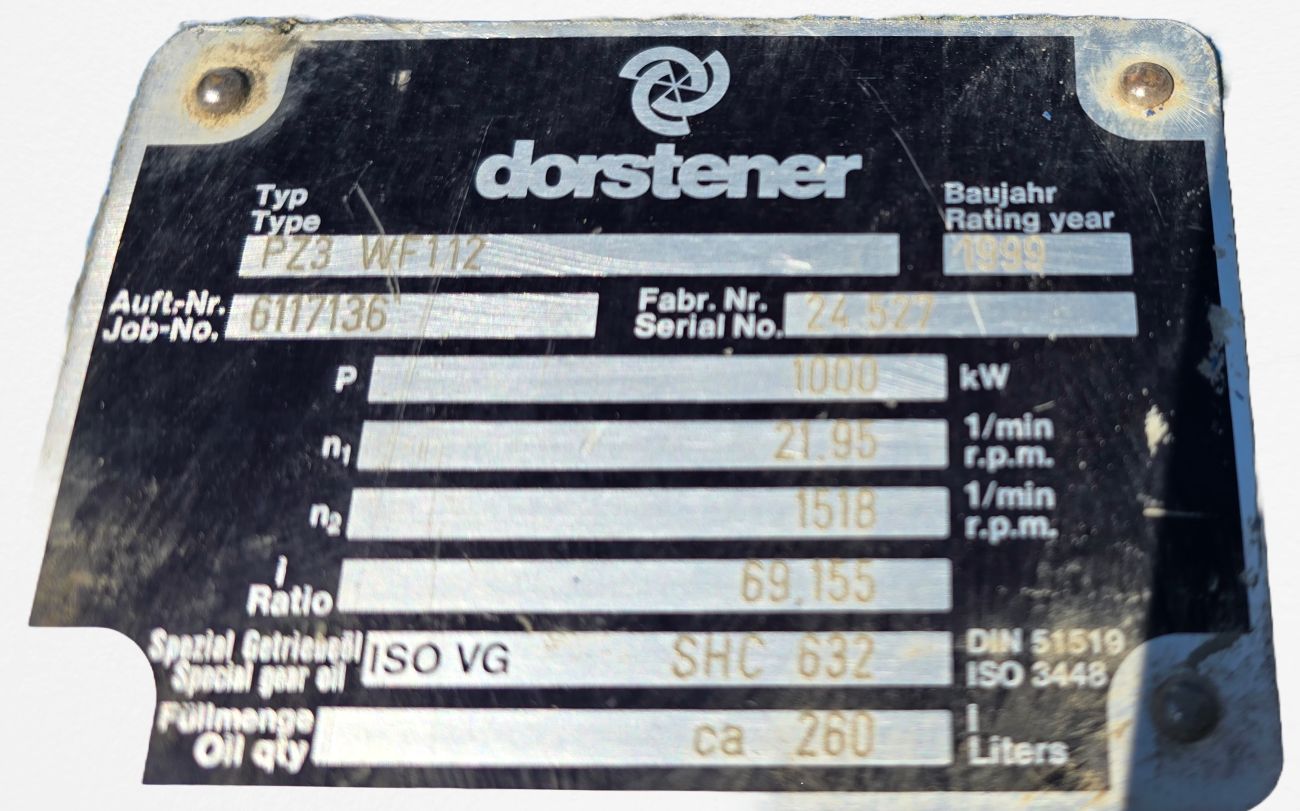 dorstener
Typ
Type
PZ3 WF112
Baujahr
Rating year
1999
Auft.-Nr.
Job-No.
6117136
Fabr. Nr.
Serial No.
24 527
P 1000 kW
n1 21.95 1/min
r.p.m.
n2 1518 1/min
r.p.m.
i
Ratio 69.155
Spezial Getriebeöl
Special gear oil
ISO VG SHC 632
DIN 51519
ISO 3448
Füllmenge
Oil qty
ca 260
l
Liters